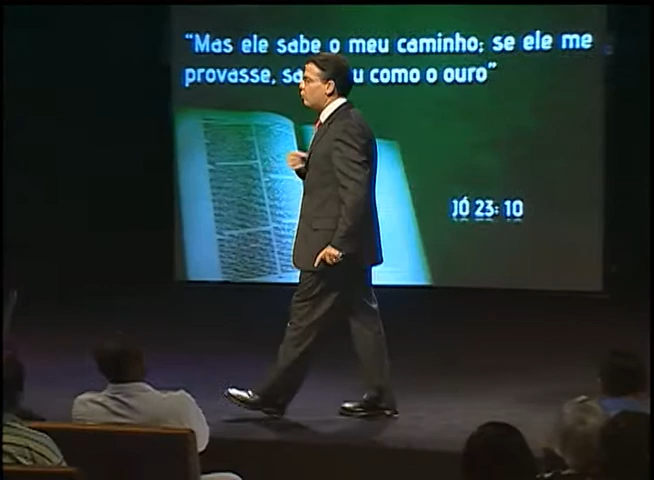 "Mas ele sabe o meu caminho; se ele me
provasse, como o ouro"
JÓ 23: 10